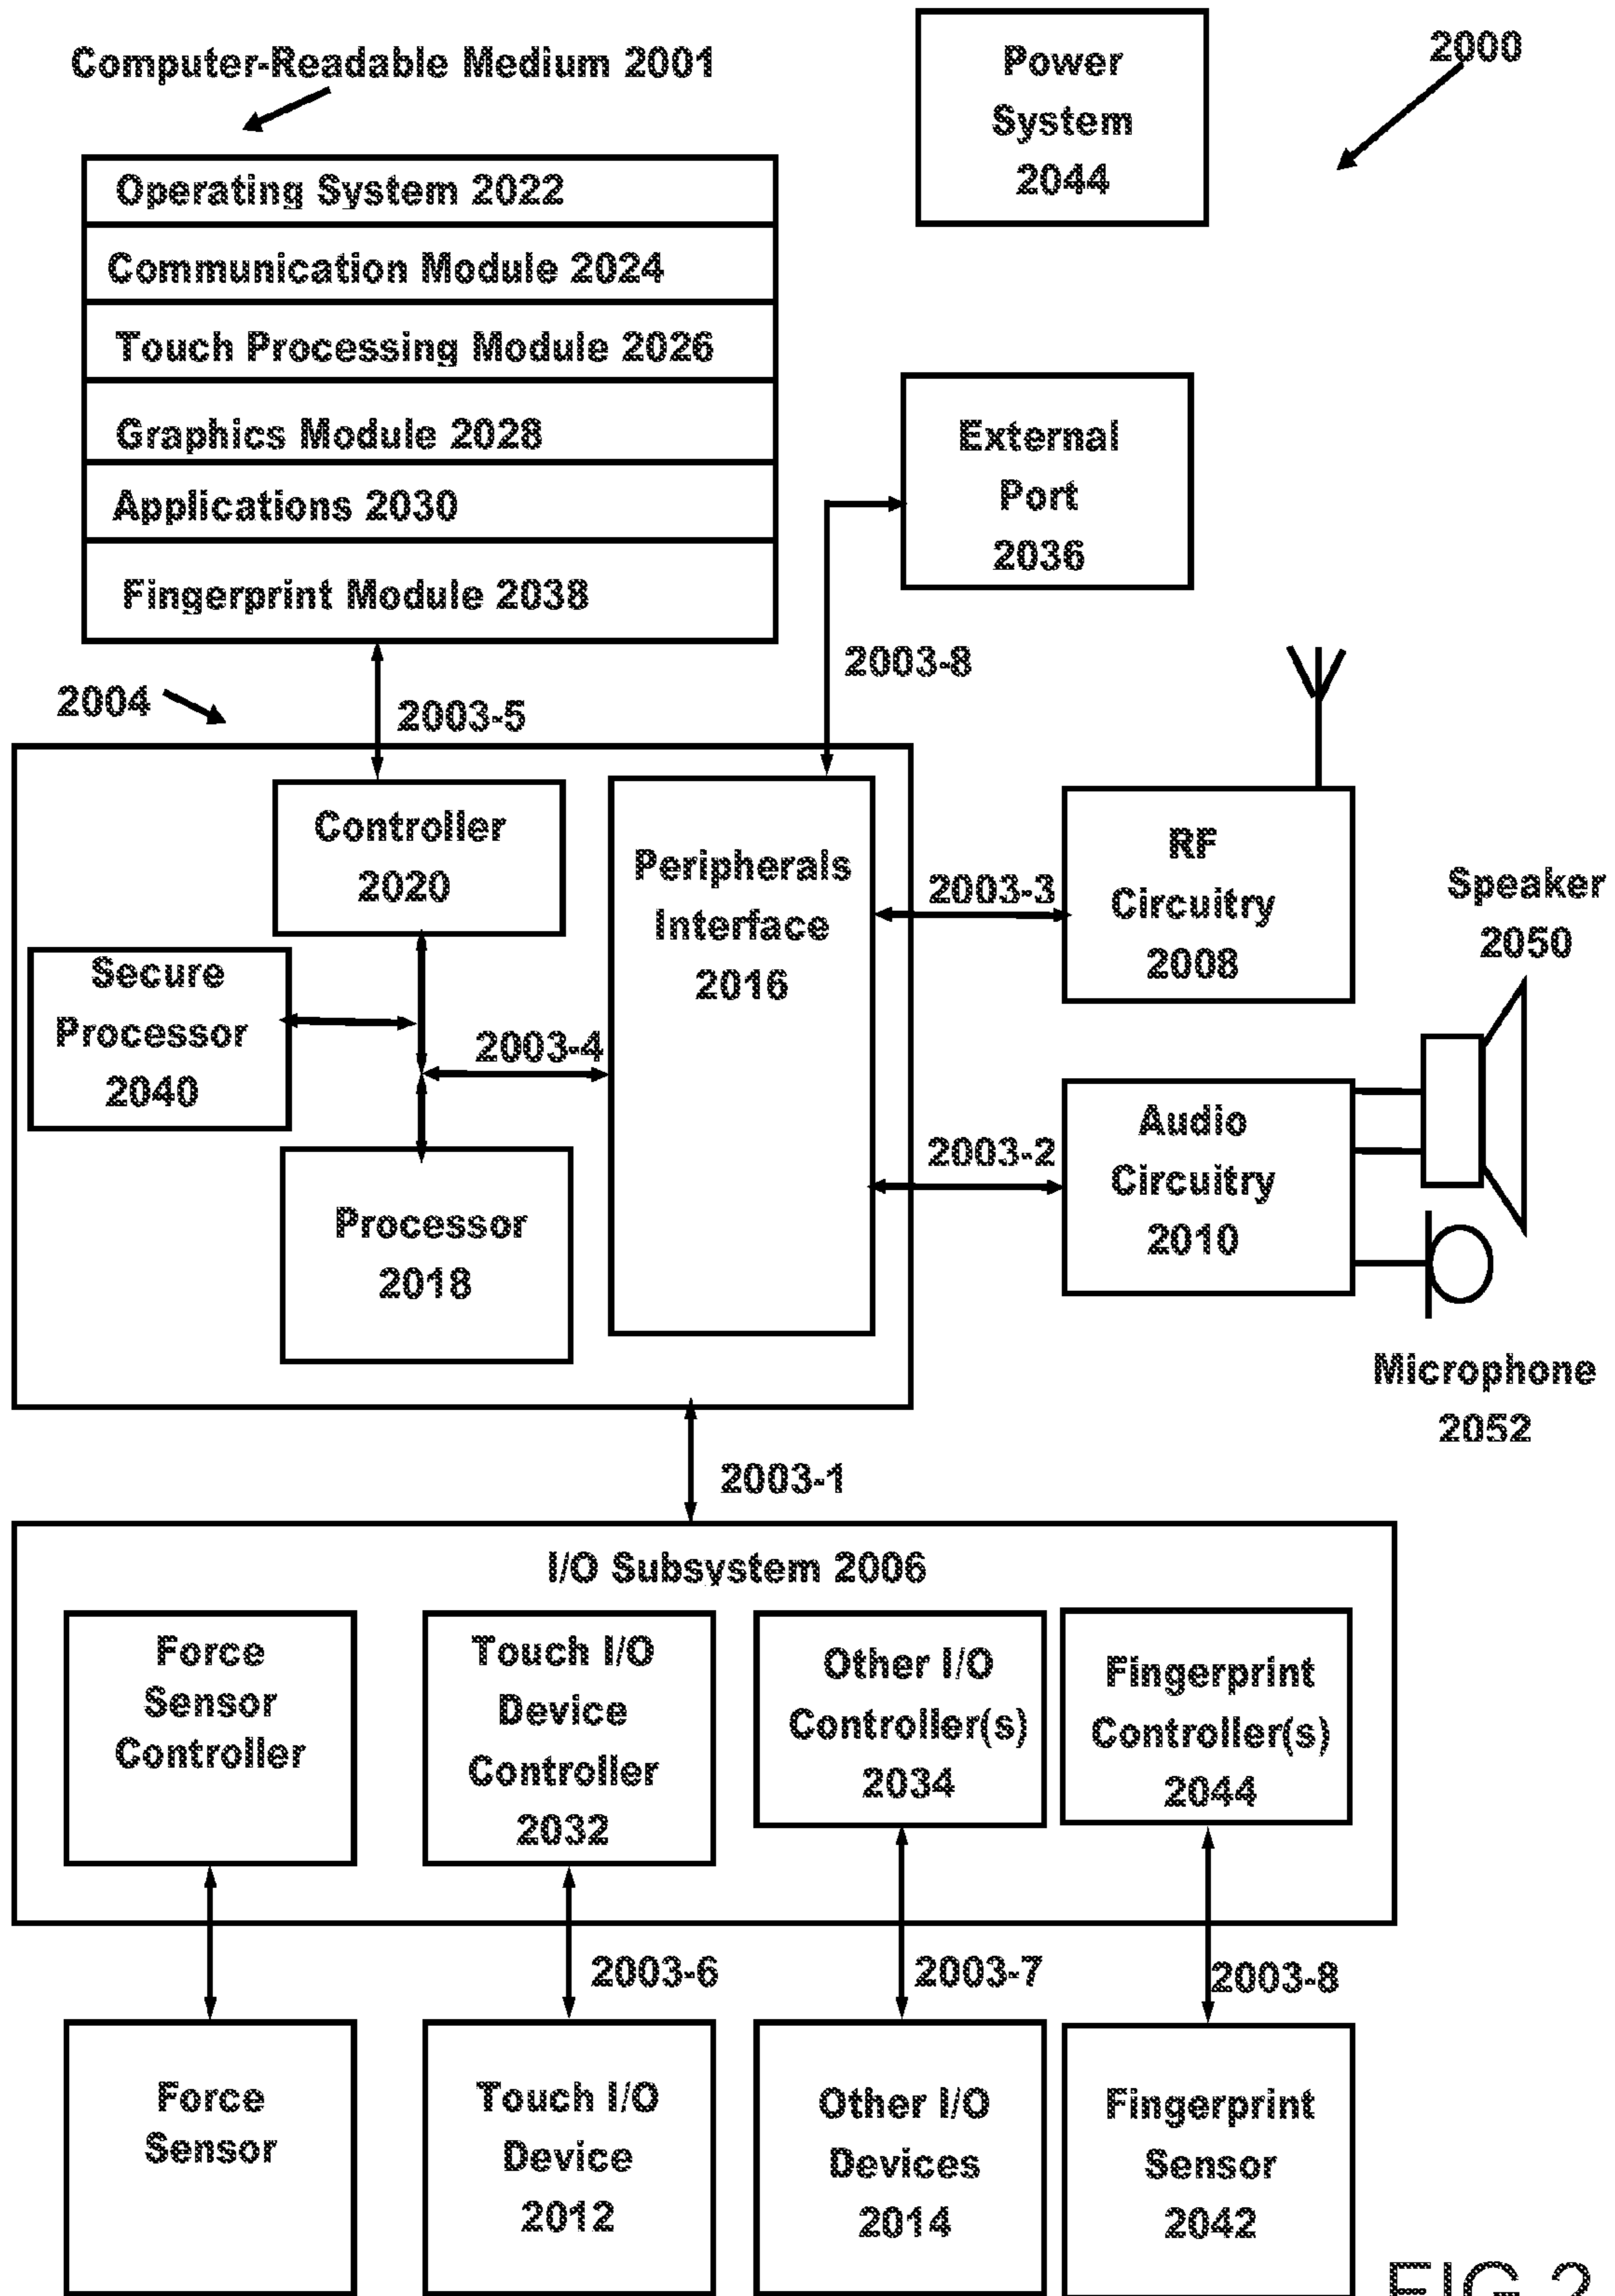 Computer-Readable Medium 2001
Power
System
2044
2000
Operating System 2022
Communication Module 2024
Touch Processing Module 2026
Graphics Module 2028
Applications 2030
Fingerprint Module 2038
External
Port
2036
2003-8
2004
2003-5
Controller
2020
Peripherals
Interface
2016
Secure
Processor
2040
2003-4
Processor
2018
2003-3
RF
Circuitry
2008
Speaker
2050
2003-2
Audio
Circuitry
2010
Microphone
2052
2003-1
I/O Subsystem 2006
Force
Sensor
Controller
Touch I/O
Device
Controller
2032
Other I/O
Controller(s)
2034
Fingerprint
Controller(s)
2044
2003-6
2003-7
2003-8
Force
Sensor
Touch I/O
Device
2012
Other I/O
Devices
2014
Fingerprint
Sensor
2042